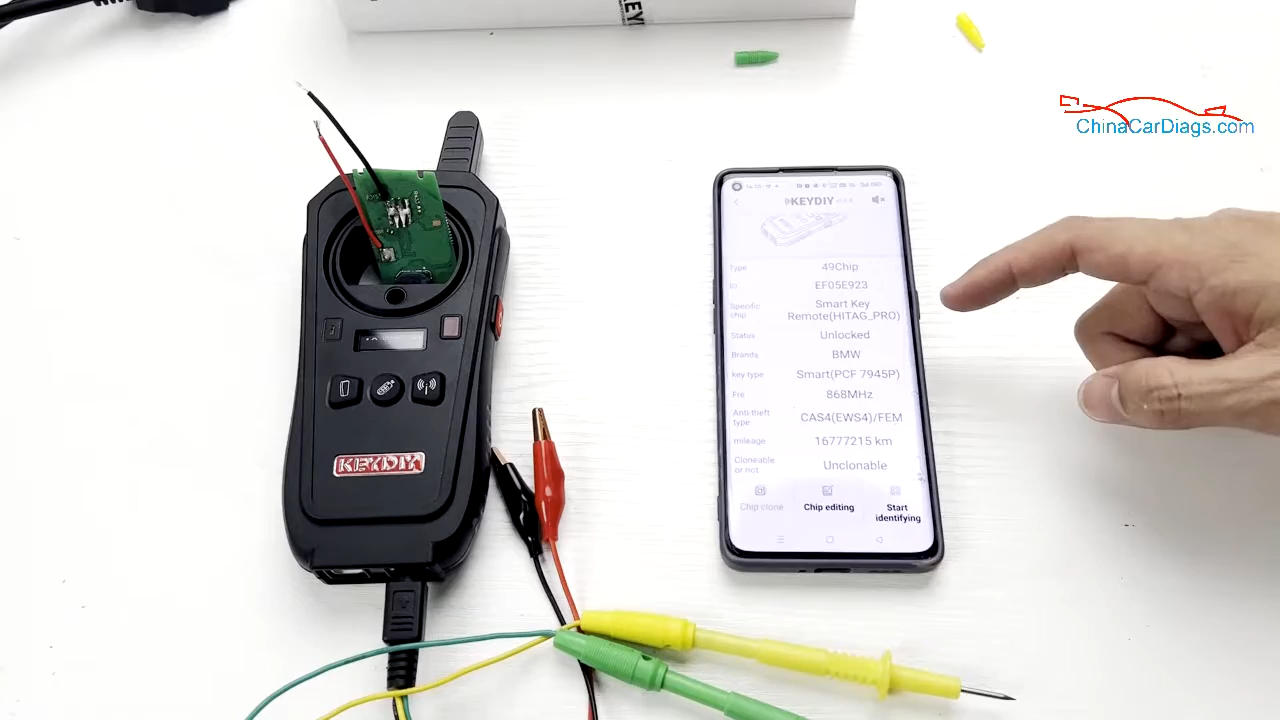 ChinaCarDiags.com
KEYDIY
Type 49Chip
ID EF05E923
Specific chip Smart Key Remote(HITAG_PRO)
Status Unlocked
Brands BMW
key type Smart(PCF 7945P)
Fre 868MHz
Anti-theft type CAS4(EWS4)/FEM
mileage 16777215 km
Cloneable or not Unclonable
Chip clone
Chip editing
Start identifying
KEYDIY